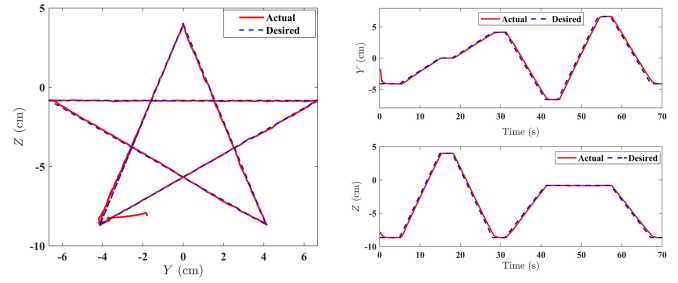 5
0
-5
-10
Z (cm)
-6 -4 -2 0 2 4 6
Y (cm)
Actual
Desired
5
0
-5
Y (cm)
0 10 20 30 40 50 60 70
Time (s)
Actual Desired
5
0
-5
-10
Z (cm)
0 10 20 30 40 50 60 70
Time (s)
Actual Desired